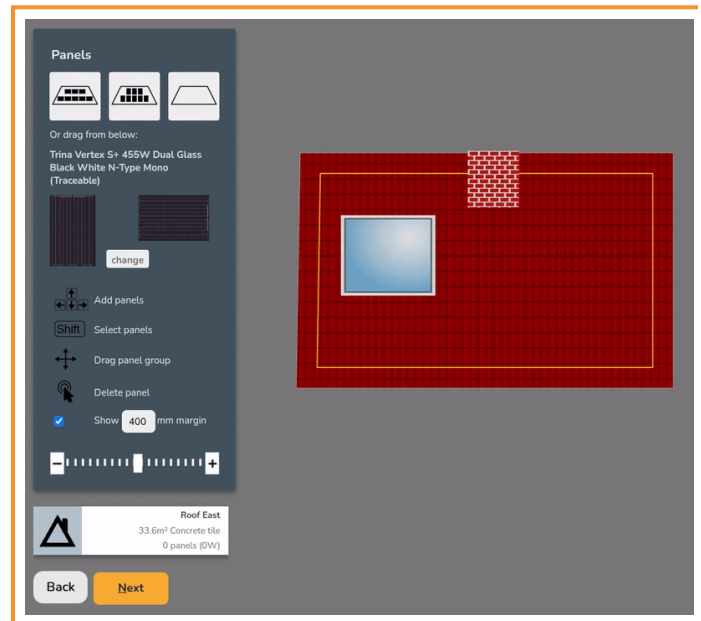 Panels
Or drag from below:
Trina Vertex S+ 455W Dual Glass
Black White N-Type Mono
(Traceable)
change
Add panels
Shift Select panels
Drag panel group
Delete panel
Show 400 mm margin
Roof East
33.6m² Concrete tile
0 panels (0W)
Back Next